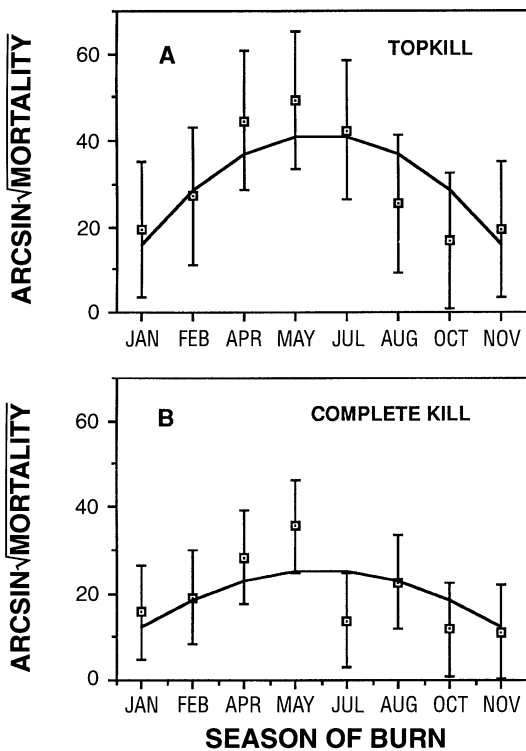 A
TOPKILL
ARCSIN√MORTALITY
60
40
20
0
JAN FEB APR MAY JUL AUG OCT NOV
B
COMPLETE KILL
ARCSIN√MORTALITY
60
40
20
0
JAN FEB APR MAY JUL AUG OCT NOV
SEASON OF BURN